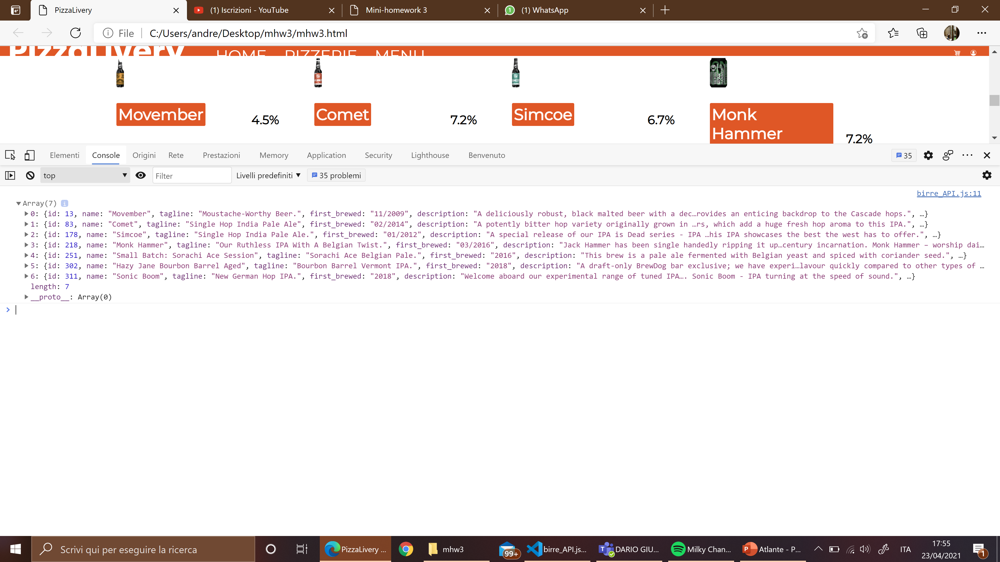 PizzaLivery
(1) Iscrizioni - YouTube
Mini-homework 3
1
(1) WhatsApp
File
C:/Users/andre/Desktop/mhw3/mhw3.html
PizzaLivery HOME PIZZERIE MENU
BREWDOG MONK HAMMER
Movember 4.5% Comet 7.2% Simcoe 6.7% Monk
Hammer 7.2%
Elementi Console Origini Rete Prestazioni Memory Application Security Lighthouse Benvenuto 35
top Filter Livelli predefiniti 35 problemi
birre_API.js:11
Array(7) i
0: {id: 13, name: "Movember", tagline: "Moustache-Worthy Beer.", first_brewed: "11/2009", description: "A deliciously robust, black malted beer with a dec…rovides an enticing backdrop to the Cascade hops.", …}
1: {id: 83, name: "Comet", tagline: "Single Hop India Pale Ale", first_brewed: "02/2014", description: "A potently bitter hop variety originally grown in …rs, which add a huge fresh hop aroma to this IPA.", …}
2: {id: 178, name: "Simcoe", tagline: "Single Hop India Pale Ale.", first_brewed: "01/2012", description: "A special release of our IPA is Dead series - IPA …his IPA showcases the best the west has to offer.", …}
3: {id: 218, name: "Monk Hammer", tagline: "Our Ruthless IPA With A Belgian Twist.", first_brewed: "03/2016", description: "Jack Hammer has been single handedly ripping it up…century incarnation. Monk Hammer – worship dai…
4: {id: 251, name: "Small Batch: Sorachi Ace Session", tagline: "Sorachi Ace Belgian Pale.", first_brewed: "2016", description: "This brew is a pale ale fermented with Belgian yeast and spiced with coriander seed.", …}
5: {id: 302, name: "Hazy Jane Bourbon Barrel Aged", tagline: "Bourbon Barrel Vermont IPA.", first_brewed: "2018", description: "A draft-only BrewDog bar exclusive; we have experi…lavour quickly compared to other types of …
6: {id: 311, name: "Sonic Boom", tagline: "New German Hop IPA.", first_brewed: "2018", description: "Welcome aboard our experimental range of tuned IPA…. Sonic Boom - IPA turning at the speed of sound.", …}
length: 7
__proto__: Array(0)
Scrivi qui per eseguire la ricerca
PizzaLivery ...
mhw3
99+
birre_API.js...
DARIO GIU...
Milky Chan...
Atlante - P...
ITA
17:55
23/04/2021
1